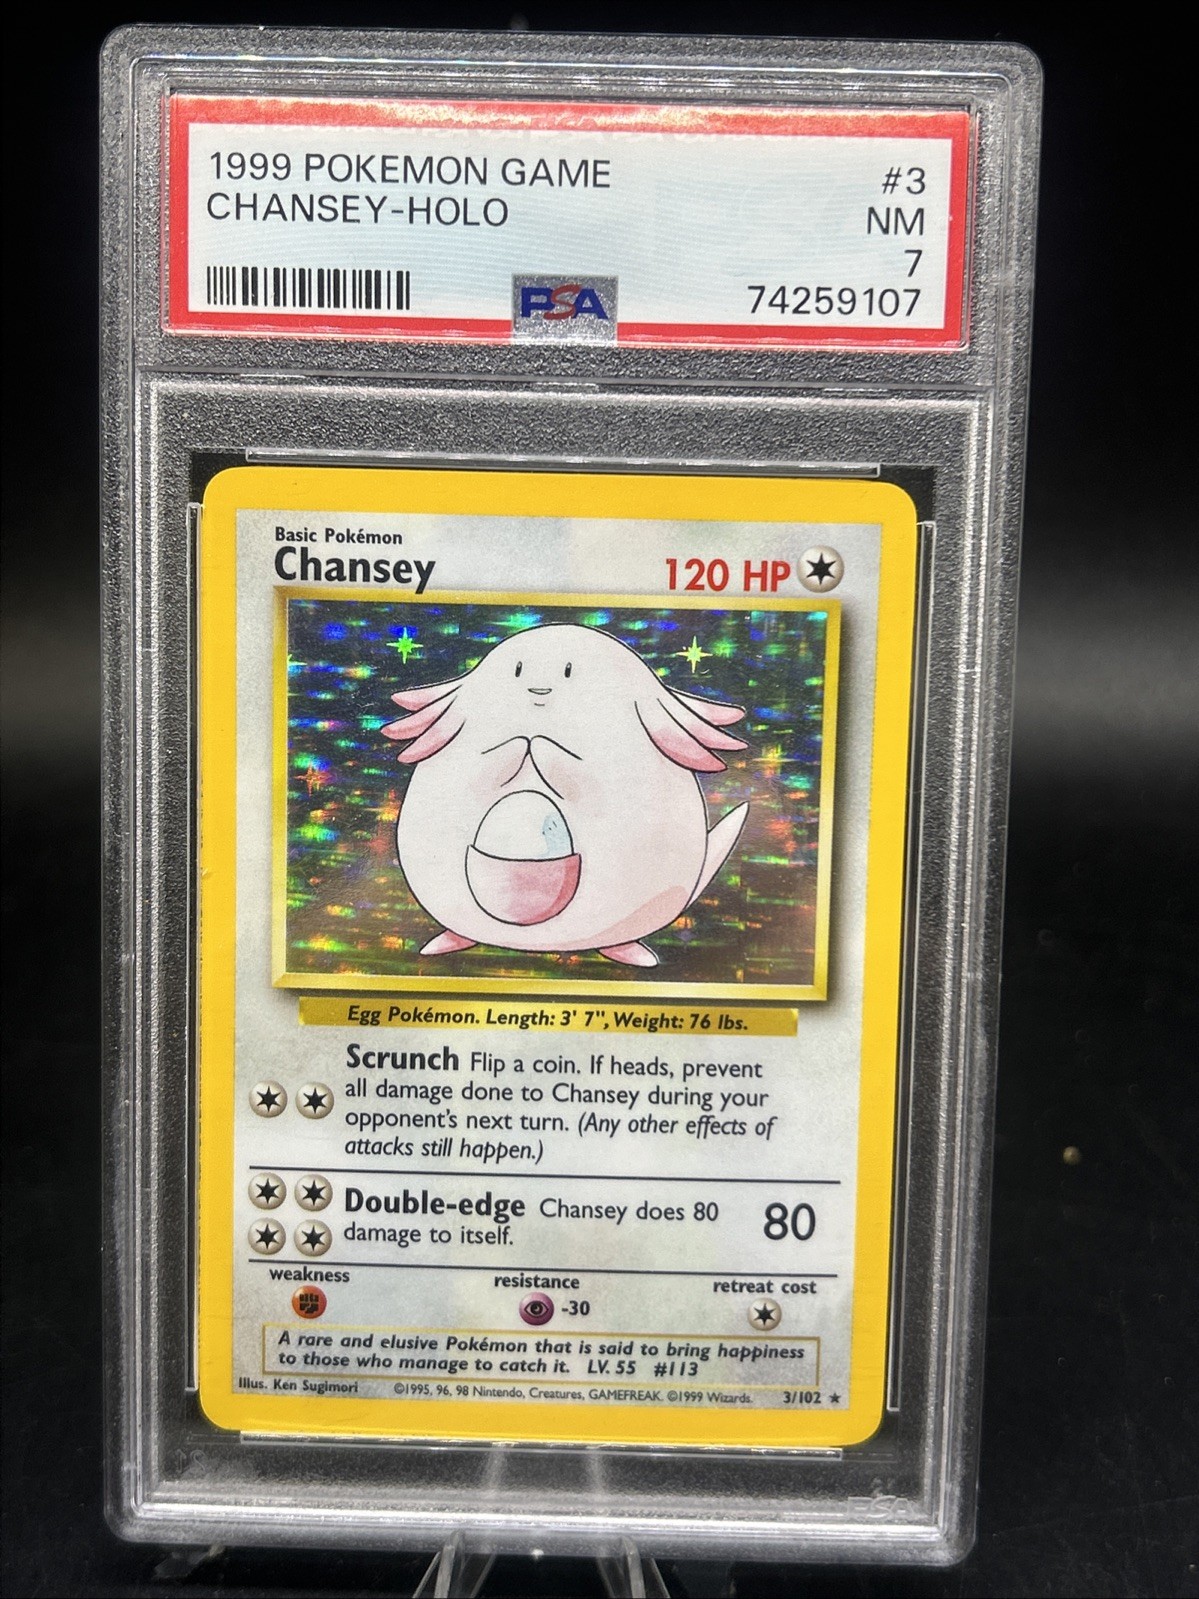 1999 POKEMON GAME #3
CHANSEY-HOLO NM
7
PSA 74259107
Basic Pokémon
Chansey 120 HP
Egg Pokémon. Length: 3' 7", Weight: 76 lbs.
Scrunch Flip a coin. If heads, prevent
all damage done to Chansey during your
opponent's next turn. (Any other effects of
attacks still happen.)
Double-edge Chansey does 80 80
damage to itself.
weakness resistance retreat cost
-30
A rare and elusive Pokémon that is said to bring happiness
to those who manage to catch it. LV. 55 #113
Illus. Ken Sugimori ©1995, 96, 98 Nintendo, Creatures, GAMEFREAK. ©1999 Wizards. 3/102 ★
PSA